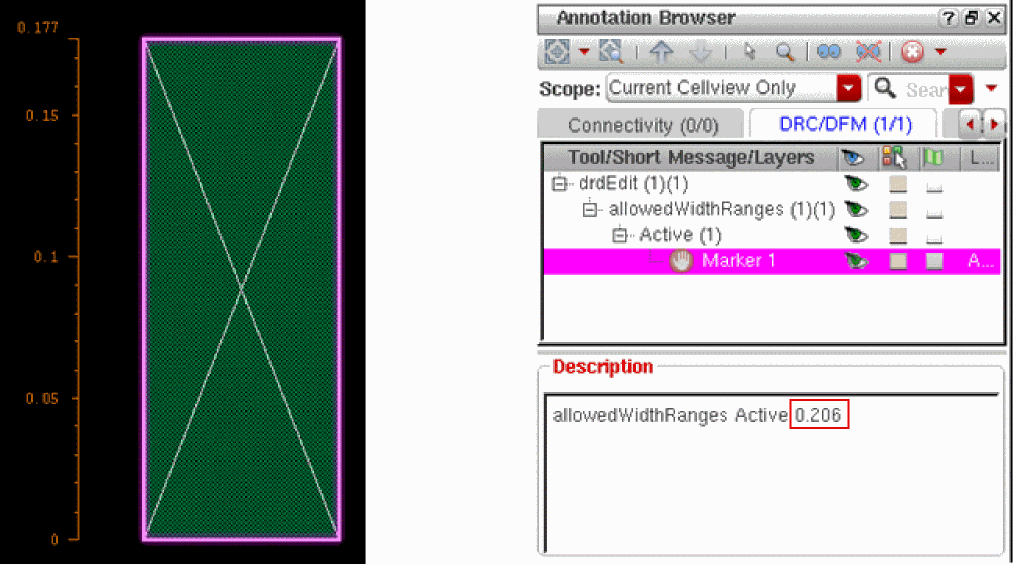 0.177
0.15
0.1
0.05
0
Annotation Browser
Scope: Current Cellview Only Sear
Connectivity (0/0) DRC/DFM (1/1)
Tool/Short Message/Layers L...
drdEdit (1)(1)
allowedWidthRanges (1)(1)
Active (1)
Marker 1 A...
Description
allowedWidthRanges Active 0.206